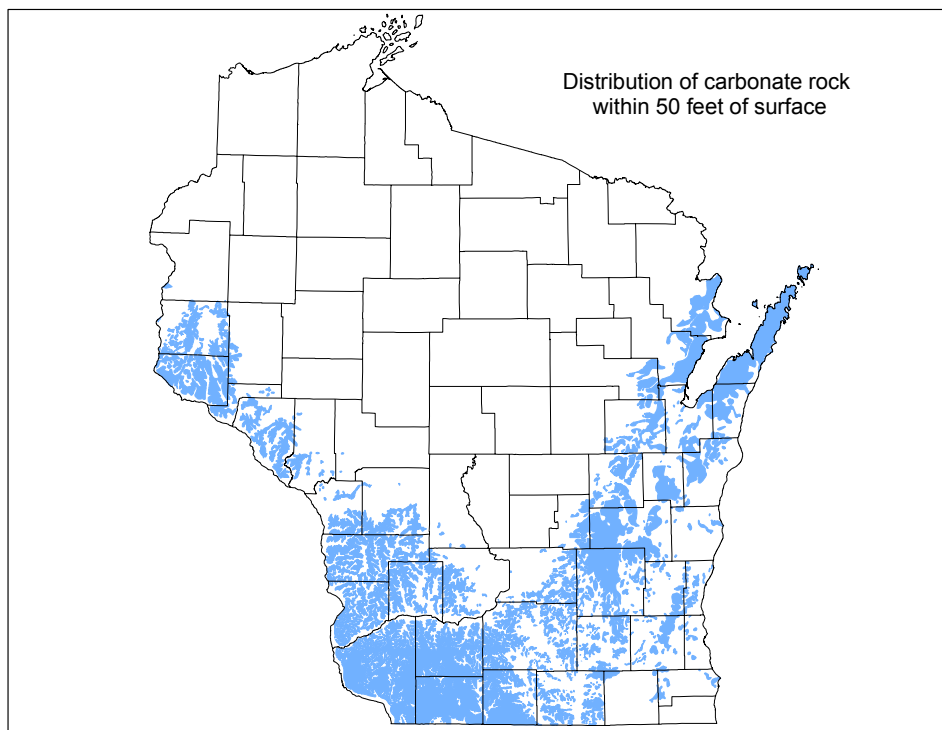 Distribution of carbonate rock
within 50 feet of surface